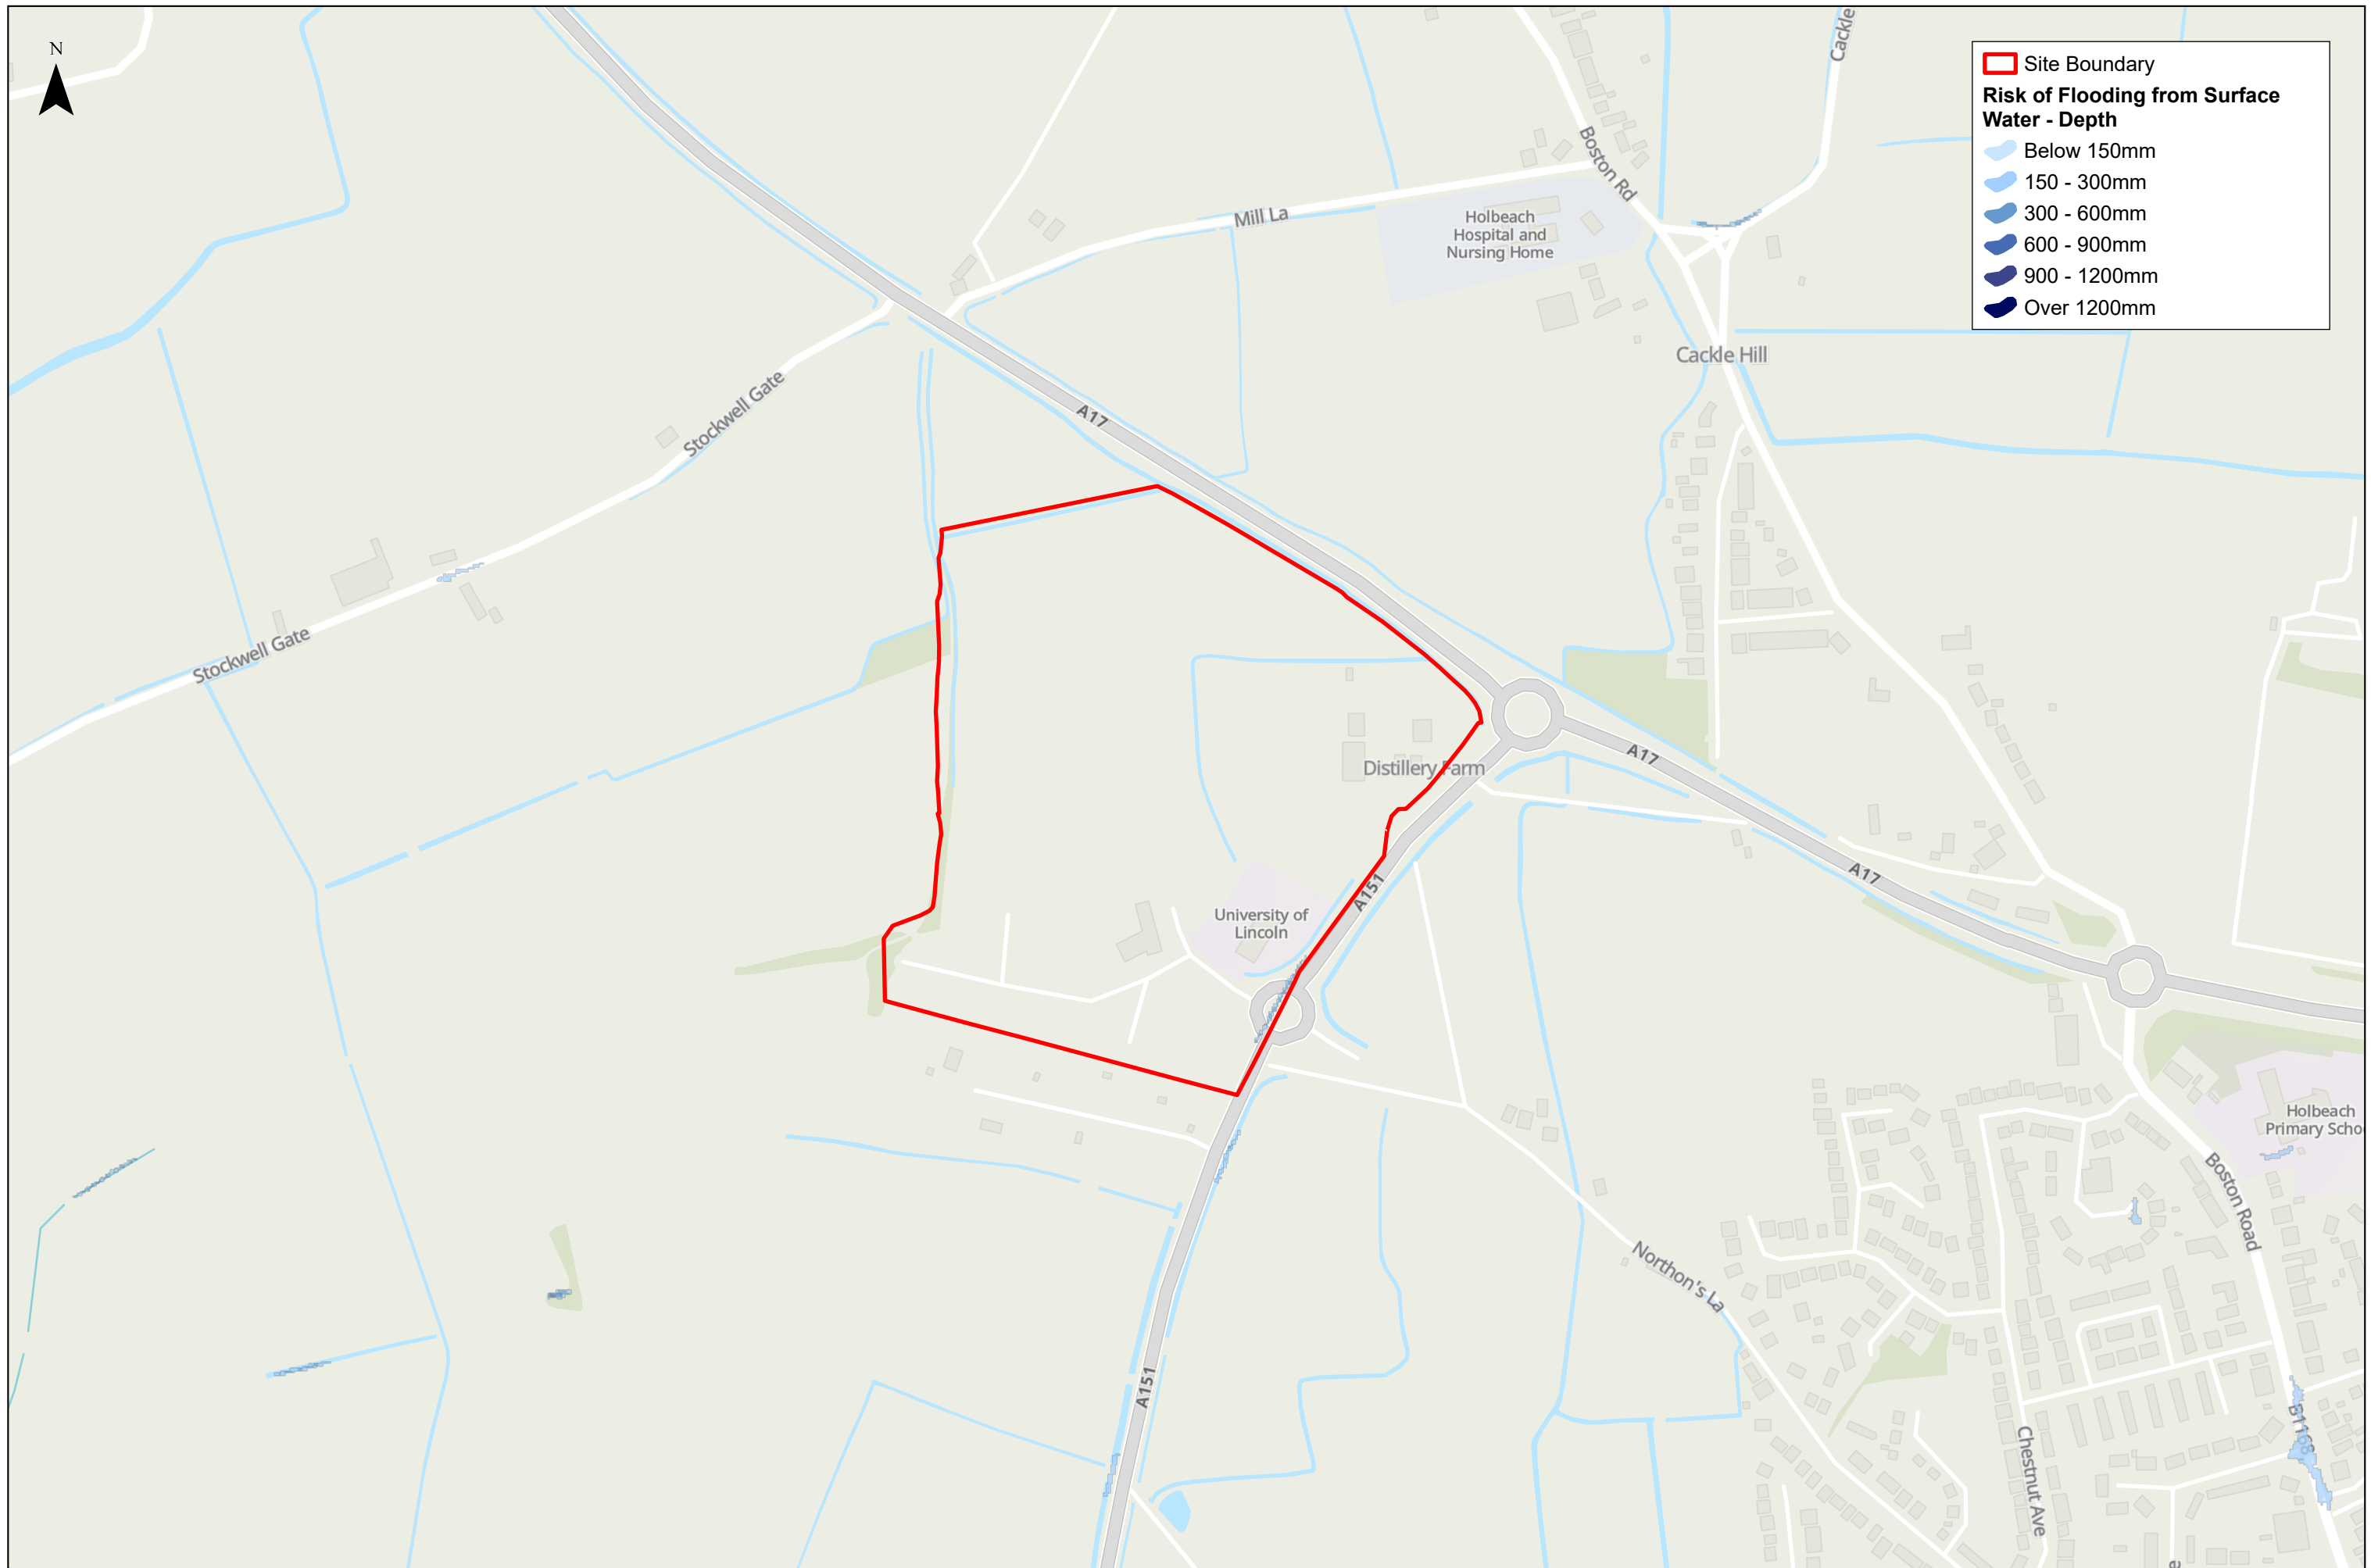 N
Site Boundary
Risk of Flooding from Surface
Water - Depth
Below 150mm
150 - 300mm
300 - 600mm
600 - 900mm
900 - 1200mm
Over 1200mm
Cackle
Boston Rd
Mill La
Holbeach
Hospital and
Nursing Home
Cackle Hill
Stockwell Gate
A17
Stockwell Gate
Distillery Farm
A17
A17
A151
University of
Lincoln
Holbeach
Primary Schoo
Boston Road
Northon's La
A151
B1168
Chestnut Ave
e